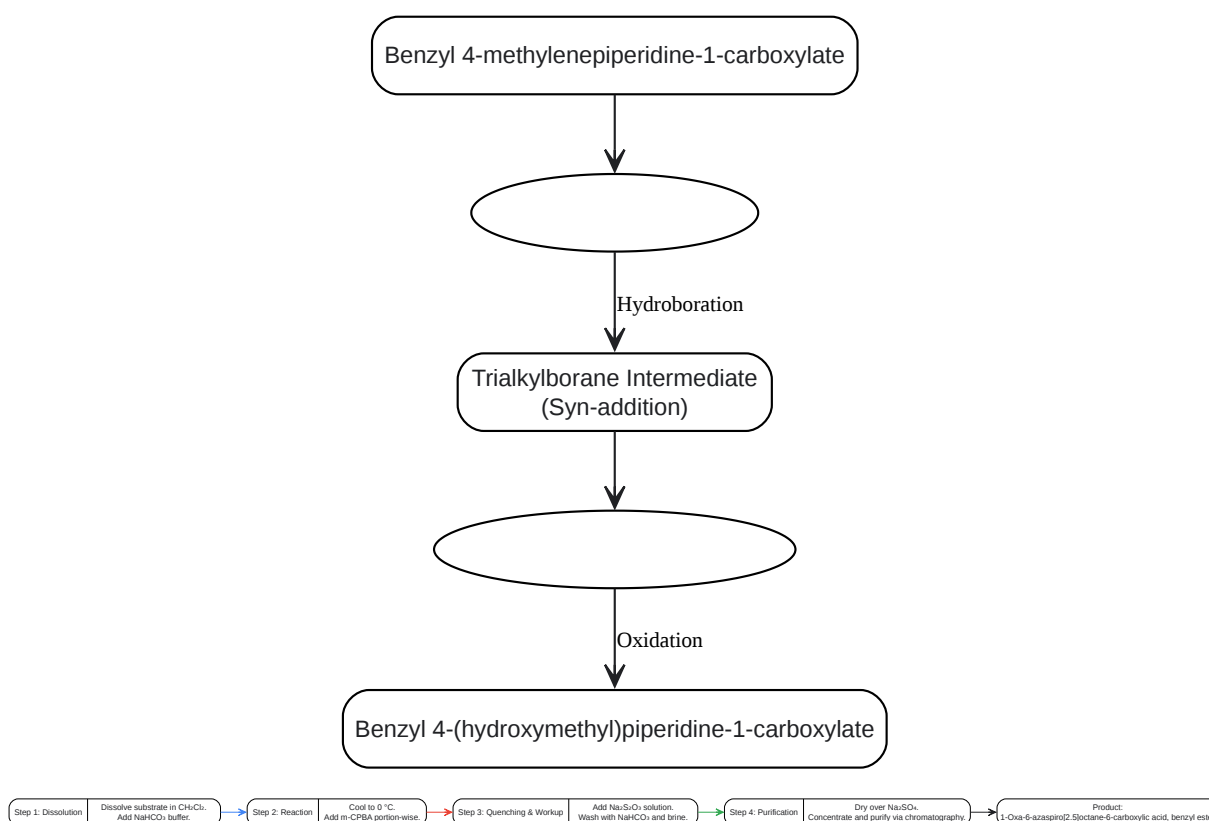 Benzyl 4-methylenepiperidine-1-carboxylate
Hydroboration
Trialkylborane Intermediate
(Syn-addition)
Oxidation
Benzyl 4-(hydroxymethyl)piperidine-1-carboxylate
Step 1: Dissolution
Dissolve substrate in CH₂Cl₂.
Add NaHCO₃ buffer.
Step 2: Reaction
Cool to 0 °C.
Add m-CPBA portion-wise.
Step 3: Quenching & Workup
Add Na₂S₂O₃ solution.
Wash with NaHCO₃ and brine.
Step 4: Purification
Dry over Na₂SO₄.
Concentrate and purify via chromatography.
Product:
1-Oxa-6-azaspiro[2.5]octane-6-carboxylic acid, benzyl este